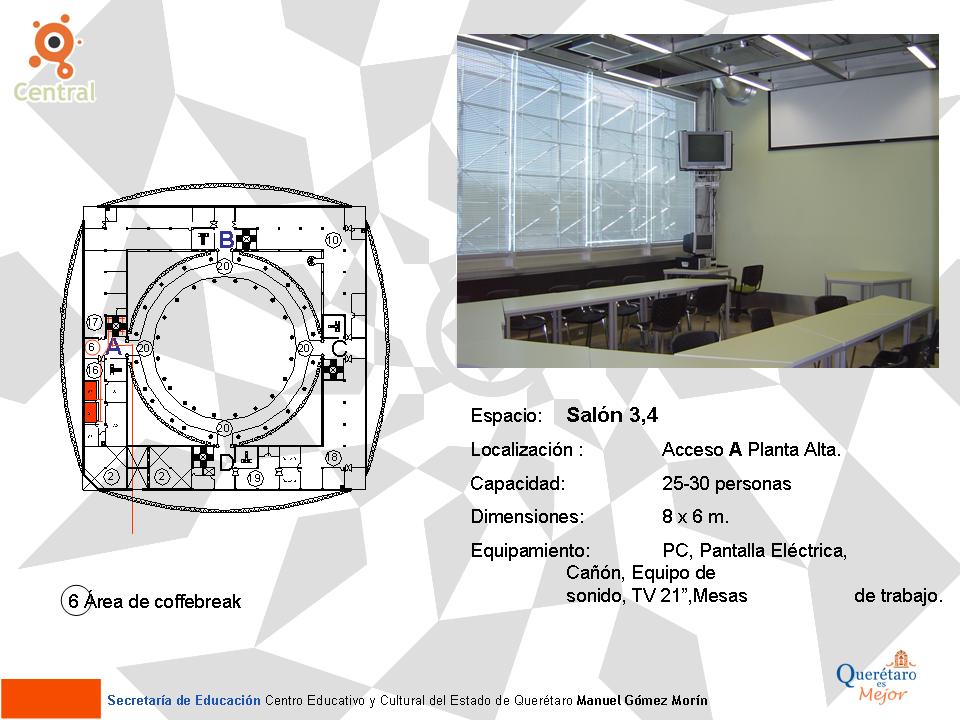 Central
B
10
20
17
6
A
20
20
C
16
20
D
18
2
2
19
6 Área de coffebreak
Espacio: Salón 3,4
Localización : Acceso A Planta Alta.
Capacidad: 25-30 personas
Dimensiones: 8 x 6 m.
Equipamiento: PC, Pantalla Eléctrica,
Cañón, Equipo de
sonido, TV 21”,Mesas de trabajo.
Secretaría de Educación Centro Educativo y Cultural del Estado de Querétaro Manuel Gómez Morín
Querétaro
es
Mejor